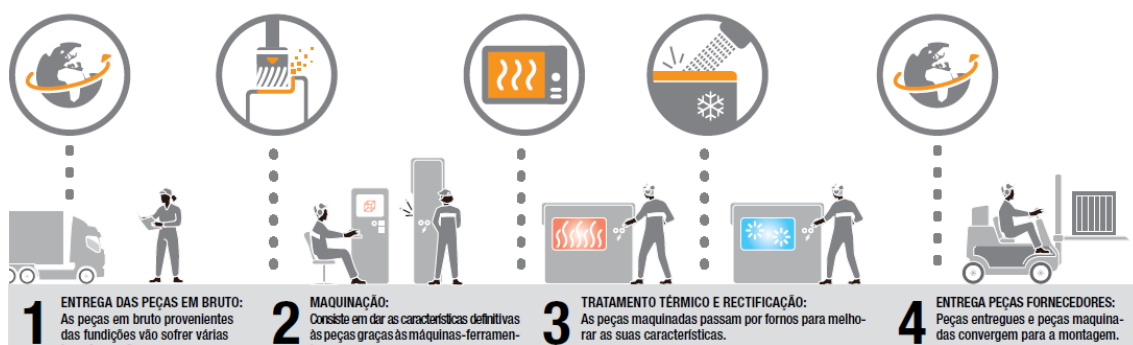 1
ENTREGA DAS PEÇAS EM BRUTO:
As peças em bruto provenientes
das fundições vão sofrer várias
2
MAQUINAÇÃO:
Consiste em dar as características definitivas
às peças graças às máquinas-ferramen-
3
TRATAMENTO TÉRMICO E RECTIFICAÇÃO:
As peças maquinadas passam por fornos para melho-
rar as suas características.
4
ENTREGA PEÇAS FORNECEDORES:
Peças entregues e peças maquina-
das convergem para a montagem.